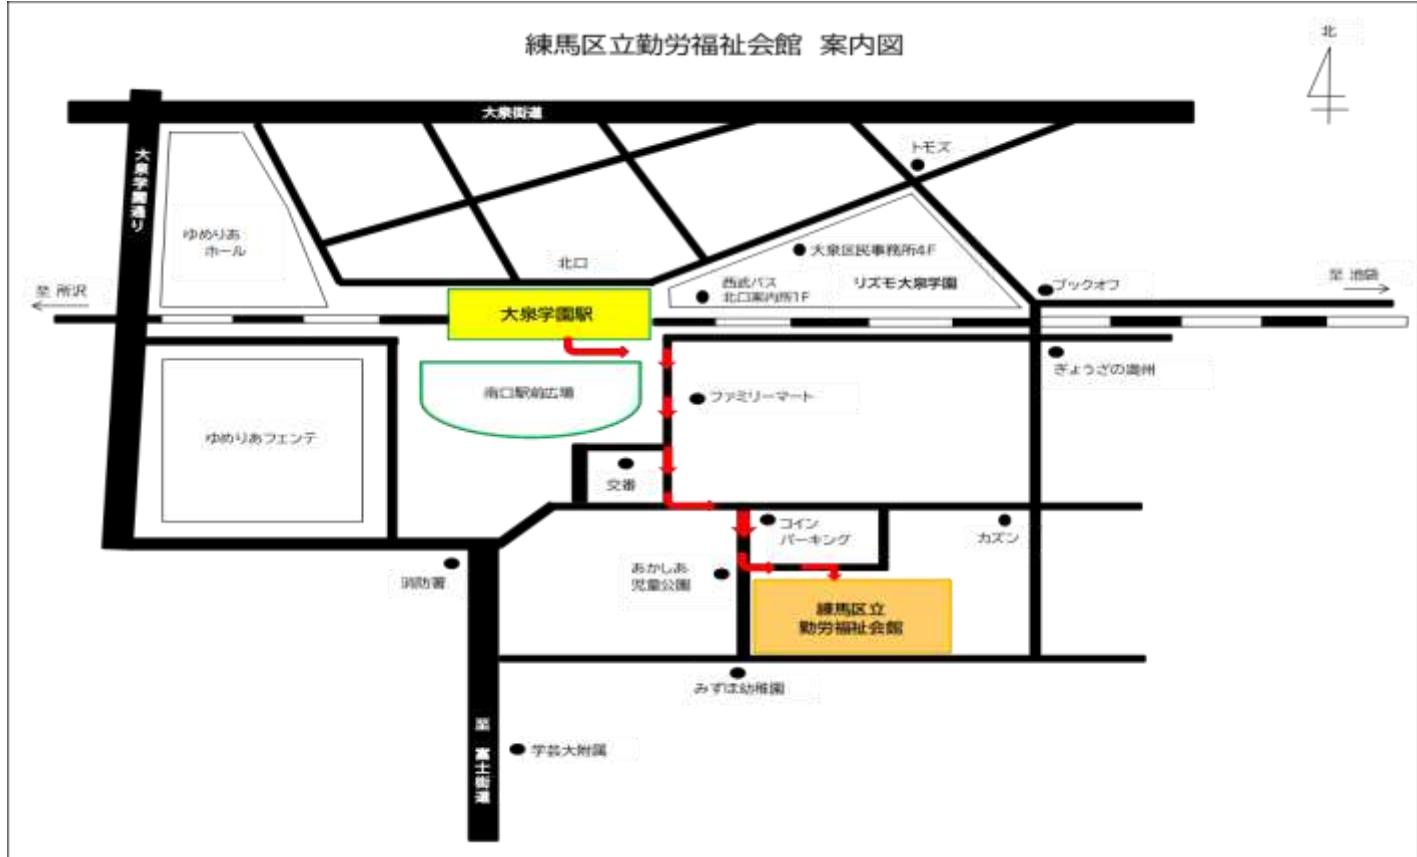 練馬区立勤労福祉会館 案内図
北
大泉街道
大泉学園通り
トモズ
ゆめりあ
ホール
北口
大泉区民事務所4F
西武バス
北口案内所1F
リズモ大泉学園
ブックオフ
至 所沢
至 池袋
大泉学園駅
ぎょうざの満州
南口駅前広場
ファミリーマート
ゆめりあフェンテ
交番
コイン
パーキング
カズン
消防署
あかしあ
児童公園
練馬区立
勤労福祉会館
みずほ幼稚園
至 富士街道
学芸大附属